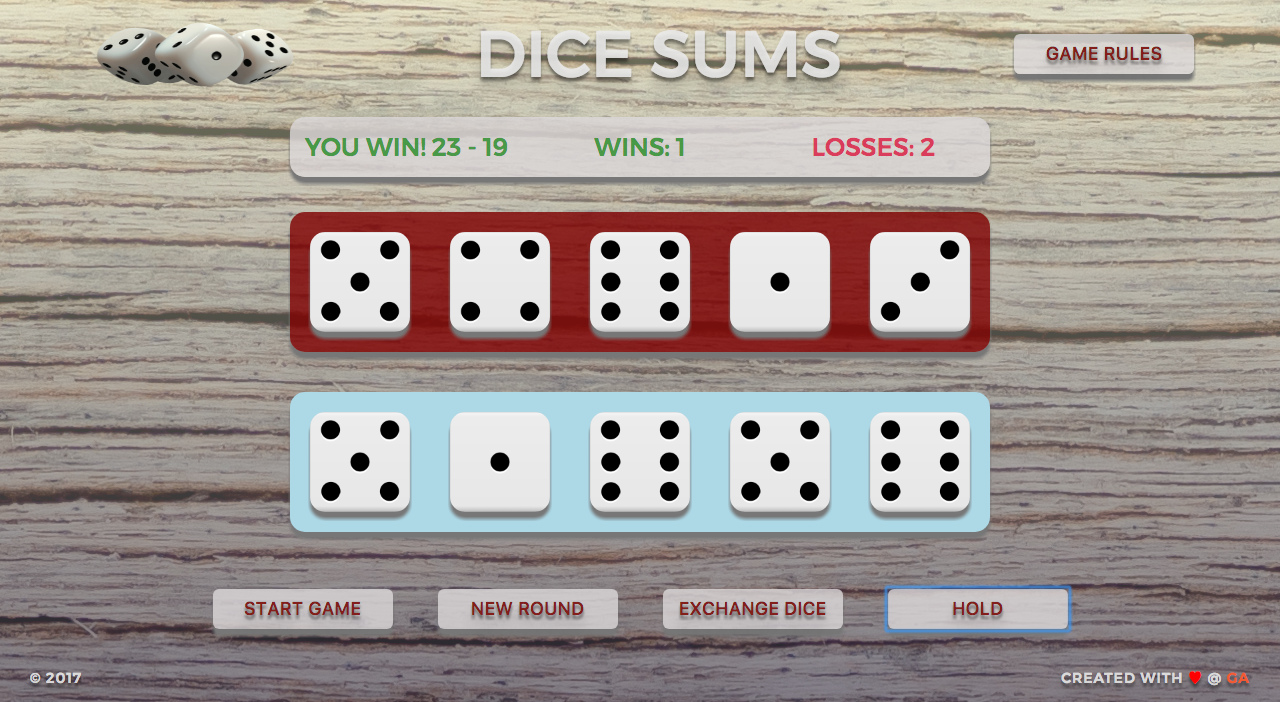 DICE SUMS
GAME RULES
YOU WIN! 23 - 19 WINS: 1 LOSSES: 2
START GAME NEW ROUND EXCHANGE DICE HOLD
© 2017
CREATED WITH ♥ @ GA